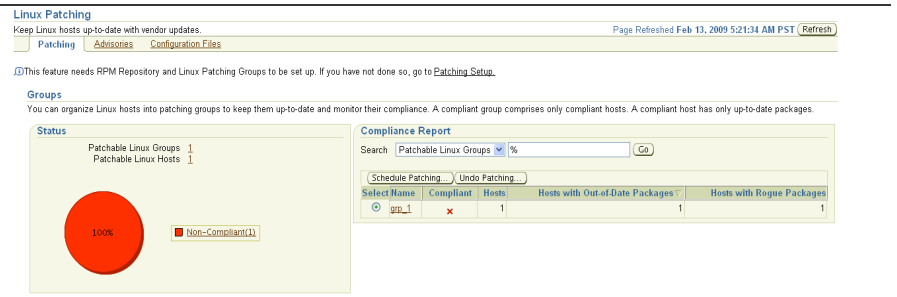 Linux Patching
Keep Linux hosts up-to-date with vendor updates.
Page Refreshed Feb 13, 2009 5:21:34 AM PST Refresh
Patching Advisories Configuration Files
This feature needs RPM Repository and Linux Patching Groups to be set up. If you have not done so, go to Patching Setup.
Groups
You can organize Linux hosts into patching groups to keep them up-to-date and monitor their compliance. A compliant group comprises only compliant hosts. A compliant host has only up-to-date packages.
Status
Patchable Linux Groups 1
Patchable Linux Hosts 1
100%
Non-Compliant(1)
Compliance Report
Search Patchable Linux Groups % Go
Schedule Patching... Undo Patching...
Select Name Compliant Hosts Hosts with Out-of-Date Packages Hosts with Rogue Packages
grp_1 1 1 1